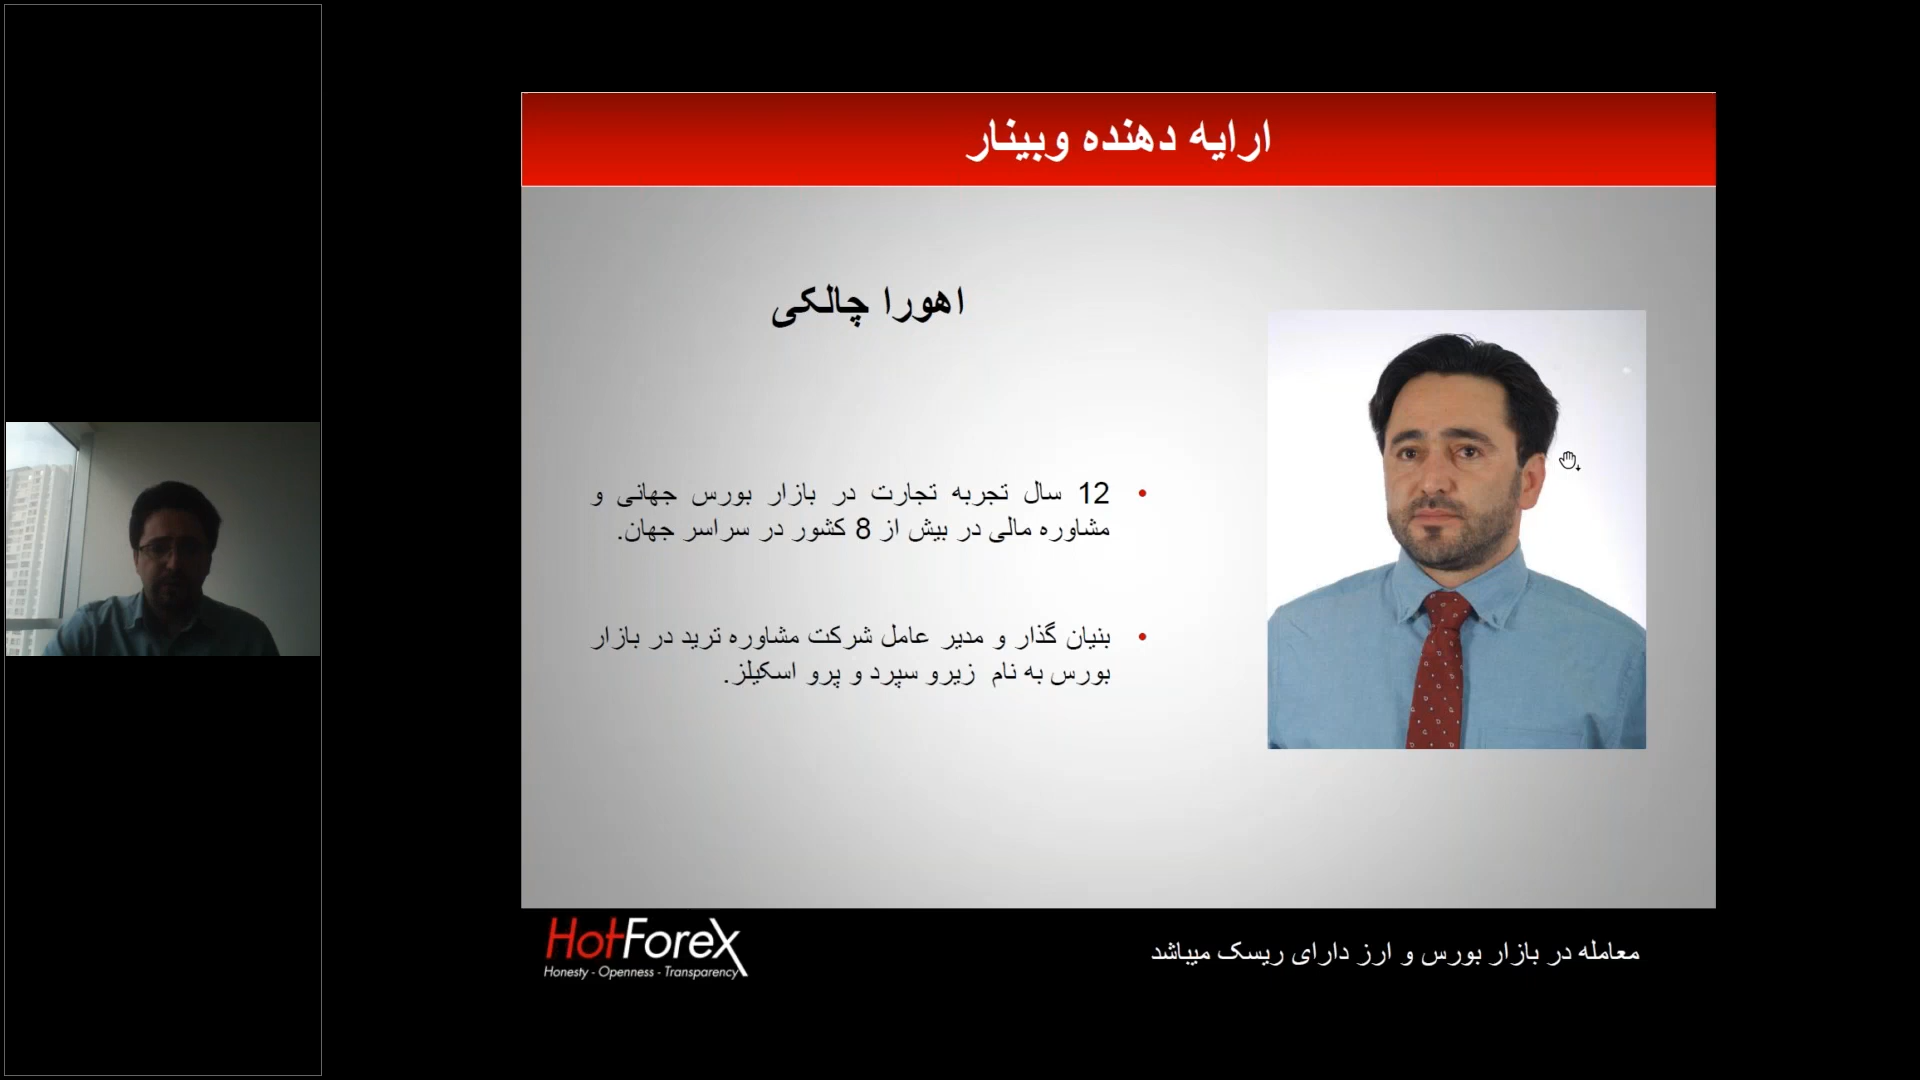 ارایه دهنده وبینار
اهورا چالکی
• 12 سال تجربه تجارت در بازار بورس جهانی و
مشاوره مالی در بیش از 8 کشور در سراسر جهان.
• بنیان گذار و مدیر عامل شرکت مشاوره ترید در بازار
بورس به نام زیرو سپرد و پرو اسکیلز.
HotForex
Honesty - Openness - Transparency
معامله در بازار بورس و ارز دارای ریسک میباشد